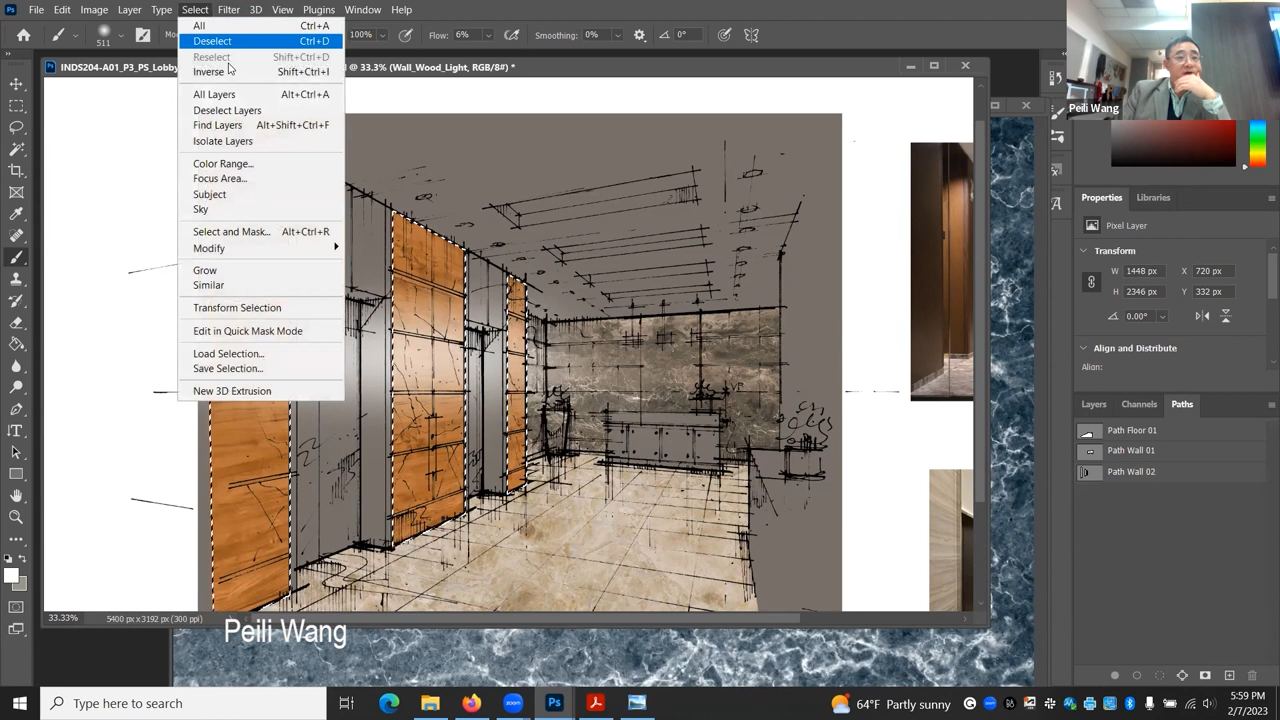 File Edit Image Layer Type Select Filter 3D View Plugins Window Help
511 100% Flow: 6% Smoothing: 0% 0°
INDS204-A01_P3_PS_Lobby @ 33.3% (Wall_Wood_Light, RGB/8#) *
All Ctrl+A
Deselect Ctrl+D
Reselect Shift+Ctrl+D
Inverse Shift+Ctrl+I
All Layers Alt+Ctrl+A
Deselect Layers
Find Layers Alt+Shift+Ctrl+F
Isolate Layers
Color Range...
Focus Area...
Subject
Sky
Select and Mask... Alt+Ctrl+R
Modify
Grow
Similar
Transform Selection
Edit in Quick Mask Mode
Load Selection...
Save Selection...
New 3D Extrusion
Peili Wang
Properties Libraries
Pixel Layer
Transform
W 1448 px X 720 px
H 2346 px Y 332 px
0.00°
Align and Distribute
Align:
Layers Channels Paths
Path Floor 01
Path Wall 01
Path Wall 02
33.33% 5400 px x 3192 px (300 ppi)
Peili Wang
Type here to search
64°F Partly sunny
5:59 PM
2/7/2023